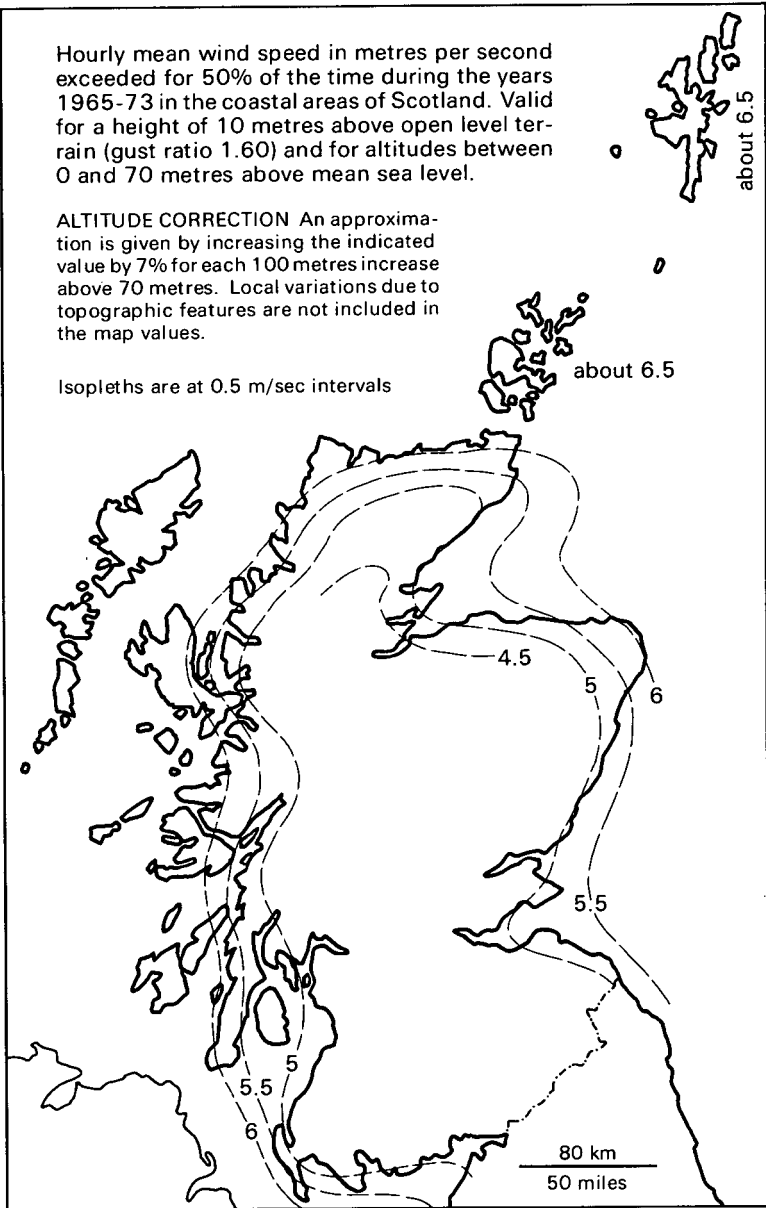 Hourly mean wind speed in metres per second
exceeded for 50% of the time during the years
1965-73 in the coastal areas of Scotland. Valid
for a height of 10 metres above open level ter-
rain (gust ratio 1.60) and for altitudes between
0 and 70 metres above mean sea level.
ALTITUDE CORRECTION An approxima-
tion is given by increasing the indicated
value by 7% for each 100 metres increase
above 70 metres. Local variations due to
topographic features are not included in
the map values.
Isopleths are at 0.5 m/sec intervals
about 6.5
about 6.5
4.5
5
6
5.5
5
5.5
6
80 km
50 miles